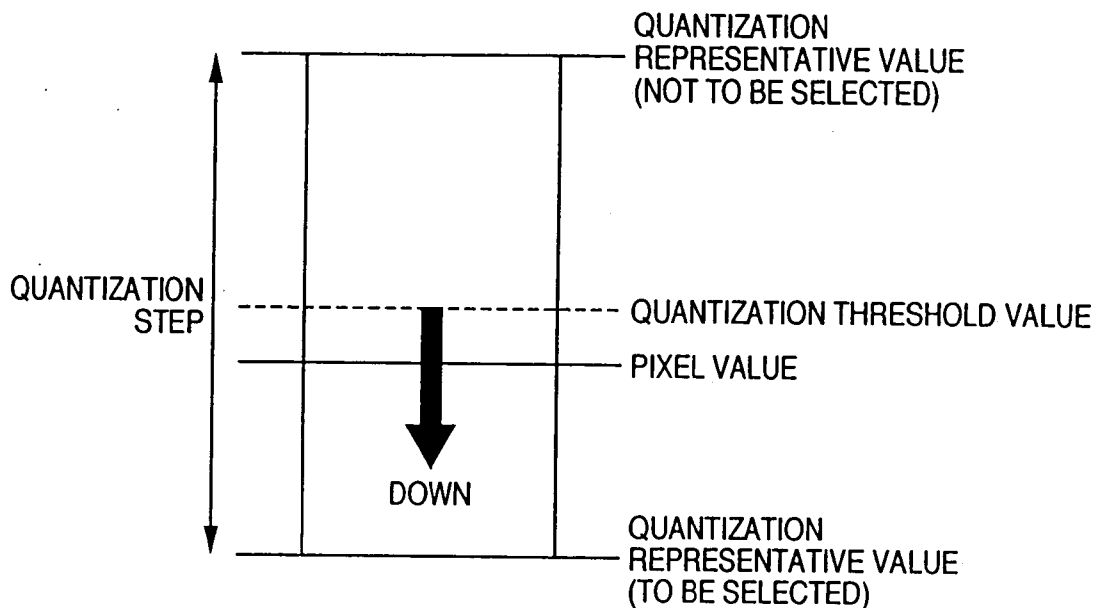 QUANTIZATION
REPRESENTATIVE VALUE
(NOT TO BE SELECTED)
QUANTIZATION
STEP
QUANTIZATION THRESHOLD VALUE
PIXEL VALUE
DOWN
QUANTIZATION
REPRESENTATIVE VALUE
(TO BE SELECTED)